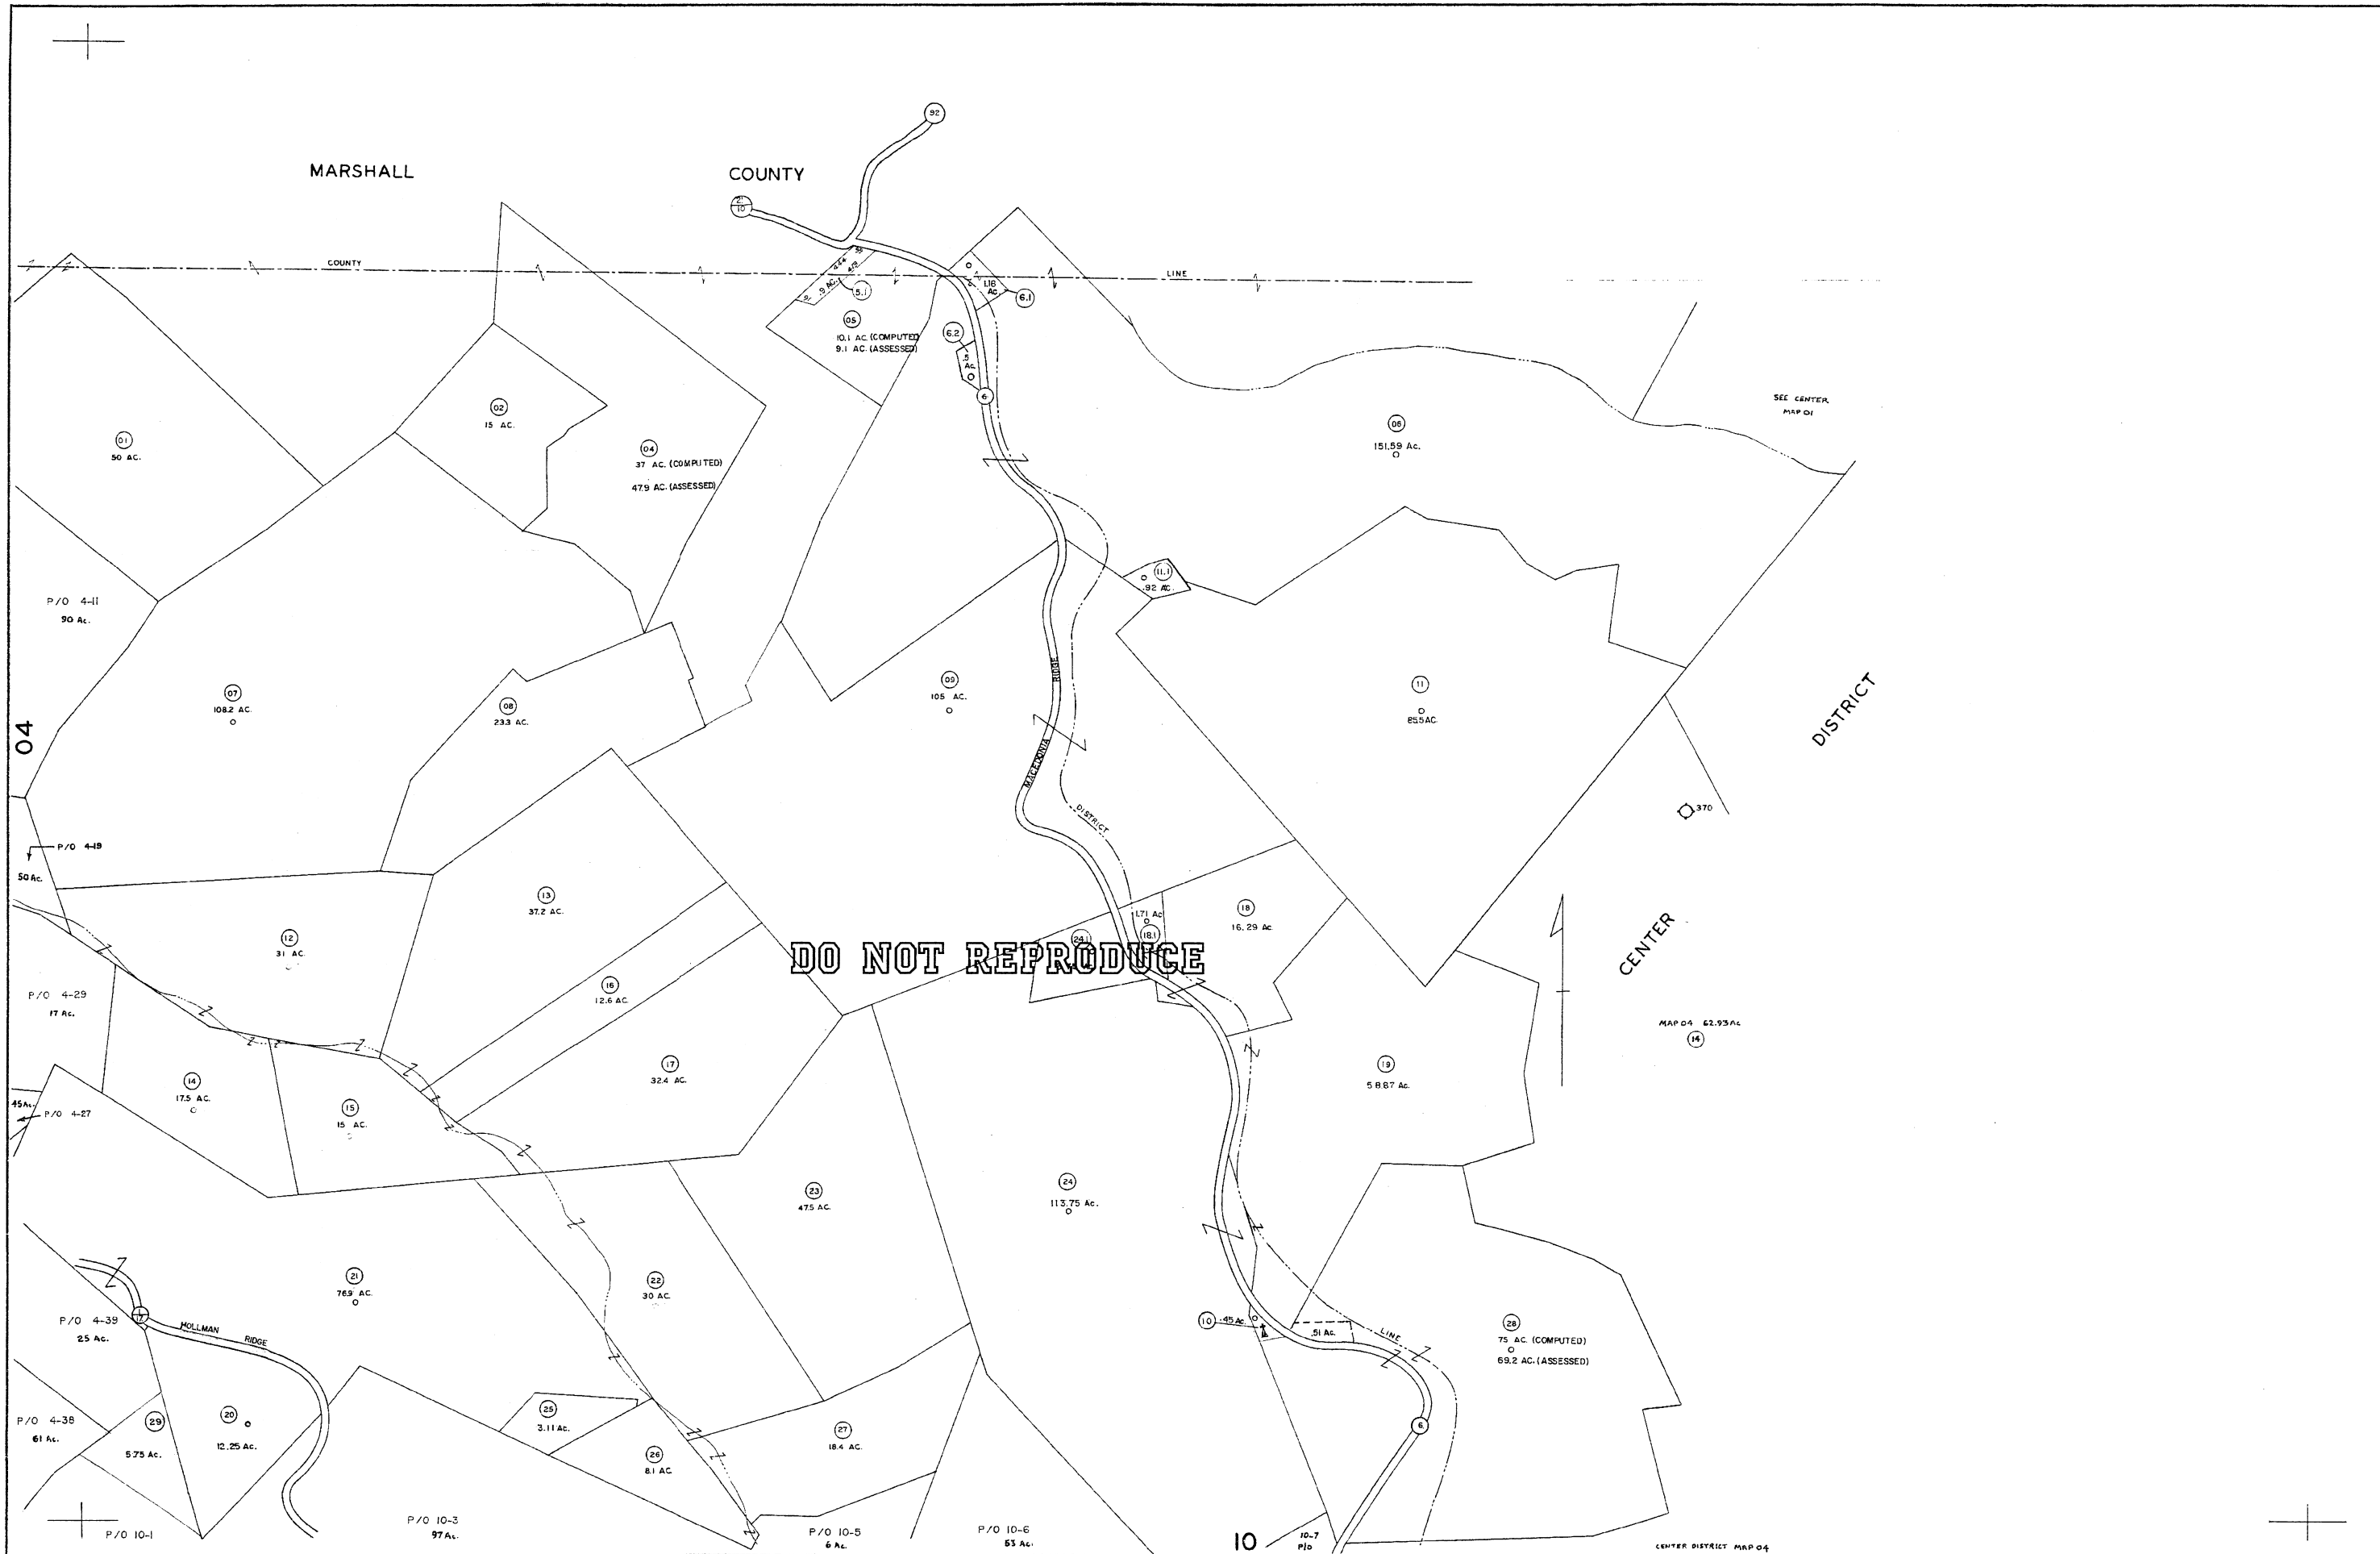 92
MARSHALL COUNTY
10
COUNTY
LINE
.9 AC.
5.1
1.16
Ac
6.1
05
10.1 AC. (COMPUTED)
9.1 AC. (ASSESSED)
6.2
.5
Ac.
6
SEE CENTER
MAP 01
01
50 AC.
02
15 AC.
04
37 AC. (COMPUTED)
47.9 AC. (ASSESSED)
06
151.59 Ac.
P/O 4-11
90 Ac.
11.1
.92 AC.
07
108.2 AC.
08
23.3 AC.
09
105 AC.
RIDGE
MACEDONIA
11
85.5 AC.
DISTRICT
04
370
DISTRICT
P/O 4-19
50 Ac.
13
37.2 AC.
12
31 AC.
1.71 Ac
18.1
18
16.29 Ac.
24.1
CENTER
DO NOT REPRODUCE
P/O 4-29
17 Ac.
16
12.6 AC.
MAP 04 62.93 Ac
14
14
17.5 AC.
15
15 AC.
17
32.4 AC.
19
58.87 Ac.
45 Ac.
P/O 4-27
23
47.5 AC.
24
113.75 Ac.
21
76.9 AC.
22
30 AC.
P/O 4-39
25 Ac.
HOLLMAN RIDGE
10
.45 Ac.
.51 Ac.
LINE
28
75 AC. (COMPUTED)
69.2 AC. (ASSESSED)
P/O 4-38
61 Ac.
29
5.75 Ac.
20
12.25 Ac.
25
3.11 Ac.
26
8.1 AC.
27
18.4 AC.
6
P/O 10-1
P/O 10-3
97 Ac.
P/O 10-5
6 Ac.
P/O 10-6
53 Ac.
10
10-7
P/O
CENTER DISTRICT MAP 04